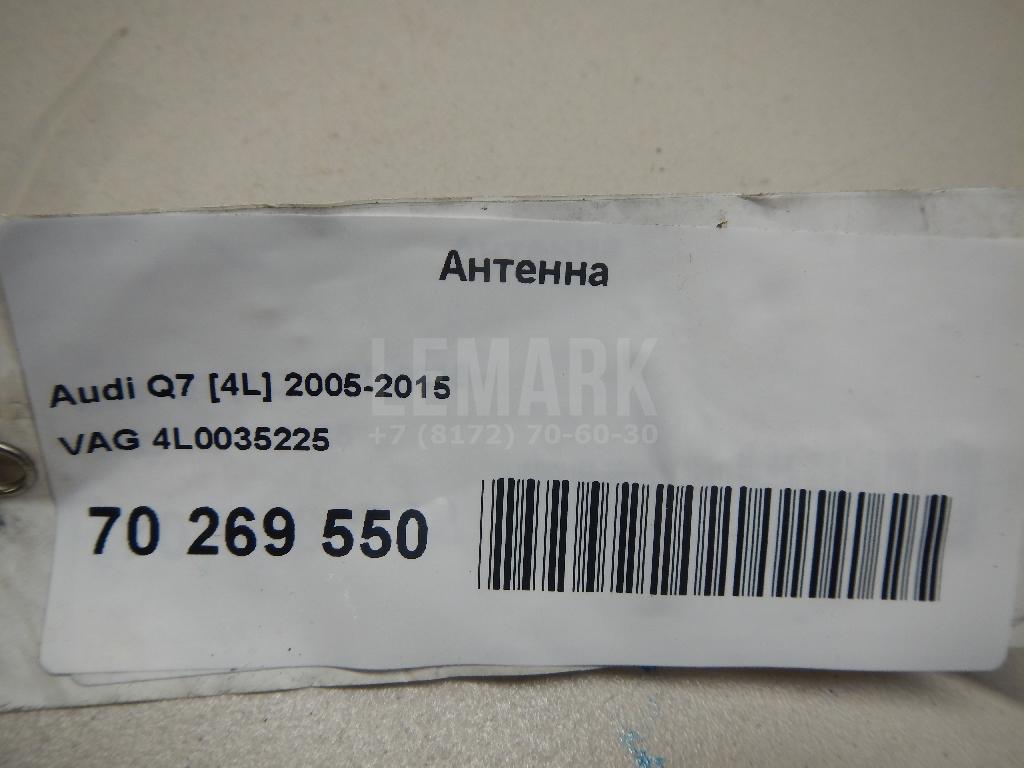 Антенна
LEMARK
Audi Q7 [4L] 2005-2015
+7 (8172) 70-60-30
VAG 4L0035225
70 269 550